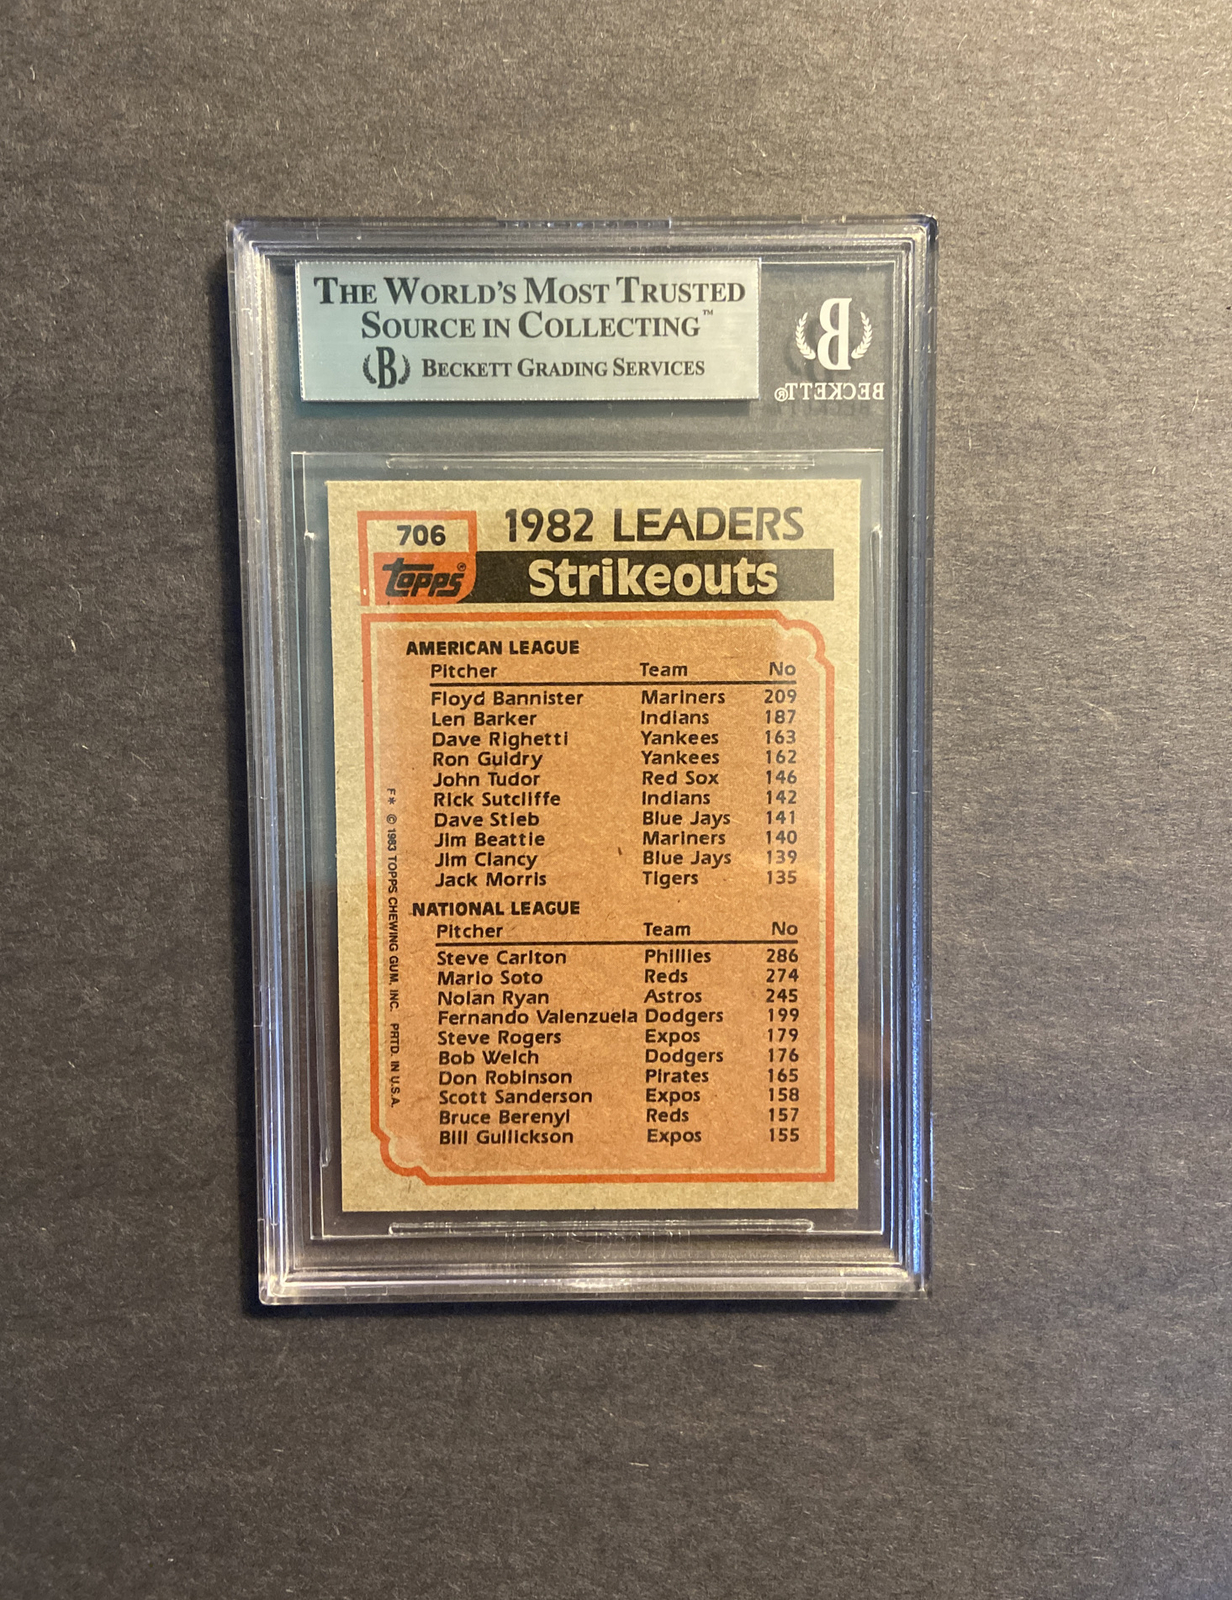 THE WORLD'S MOST TRUSTED
SOURCE IN COLLECTING™
B BECKETT GRADING SERVICES
B
BECKETT®
706 1982 LEADERS
Topps® Strikeouts
AMERICAN LEAGUE
Pitcher Team No
Floyd Bannister Mariners 209
Len Barker Indians 187
Dave Righetti Yankees 163
Ron Guidry Yankees 162
John Tudor Red Sox 146
Rick Sutcliffe Indians 142
Dave Stieb Blue Jays 141
Jim Beattie Mariners 140
Jim Clancy Blue Jays 139
Jack Morris Tigers 135
NATIONAL LEAGUE
Pitcher Team No
Steve Carlton Phillies 286
Mario Soto Reds 274
Nolan Ryan Astros 245
Fernando Valenzuela Dodgers 199
Steve Rogers Expos 179
Bob Welch Dodgers 176
Don Robinson Pirates 165
Scott Sanderson Expos 158
Bruce Berenyi Reds 157
Bill Gullickson Expos 155
F* © 1983 TOPPS CHEWING GUM, INC. PRTD. IN U.S.A.